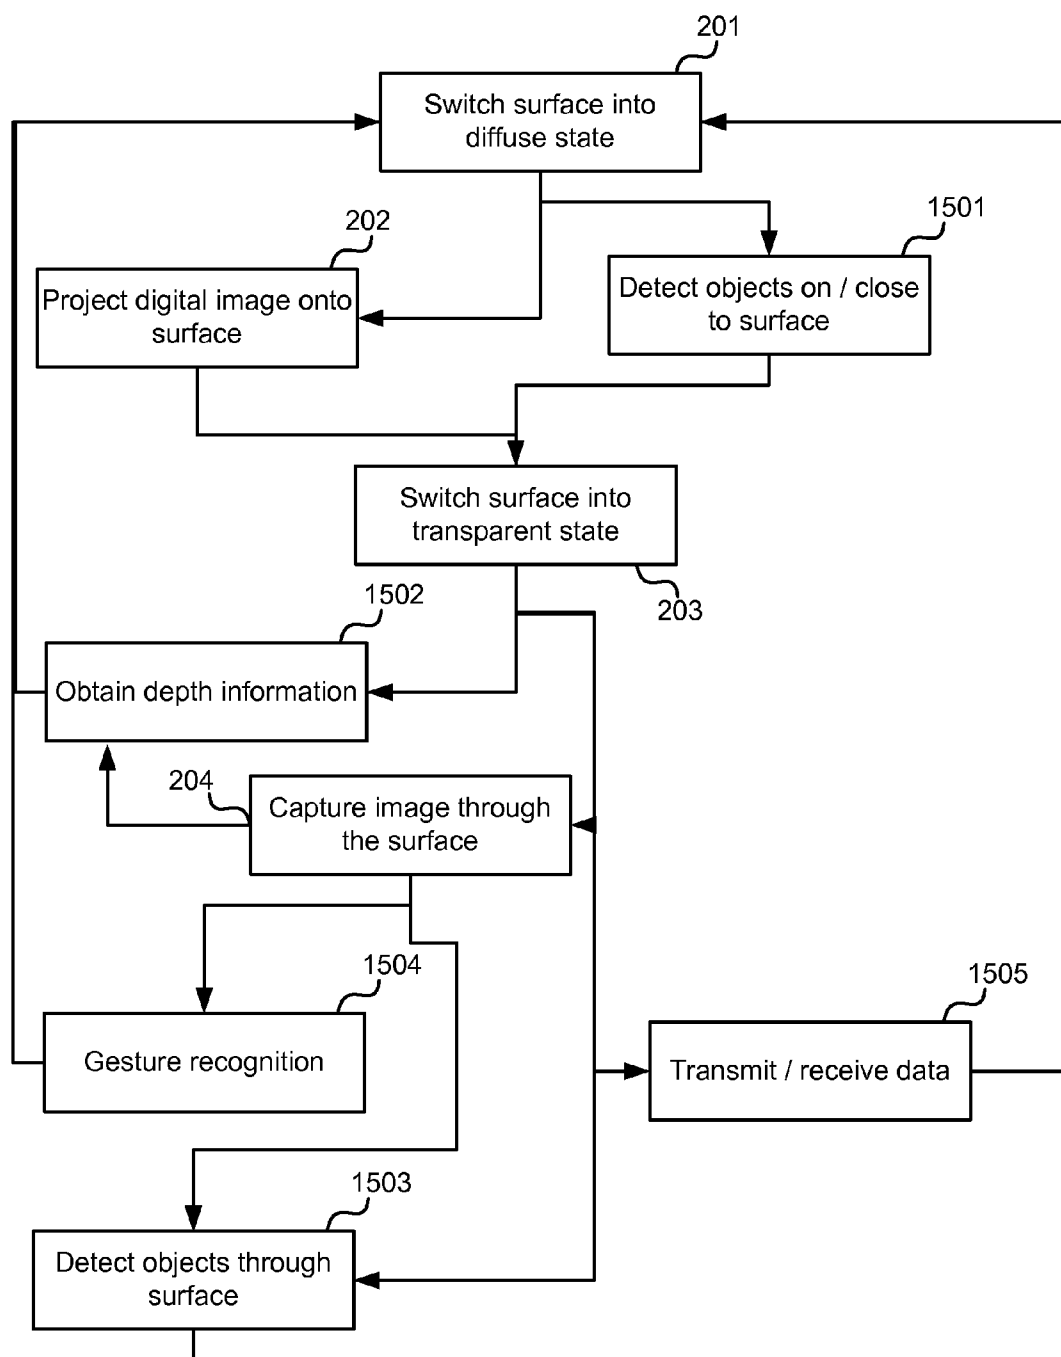 201
Switch surface into
diffuse state
202
Project digital image onto
surface
1501
Detect objects on / close
to surface
Switch surface into
transparent state
203
1502
Obtain depth information
204
Capture image through
the surface
1504
Gesture recognition
1505
Transmit / receive data
1503
Detect objects through
surface